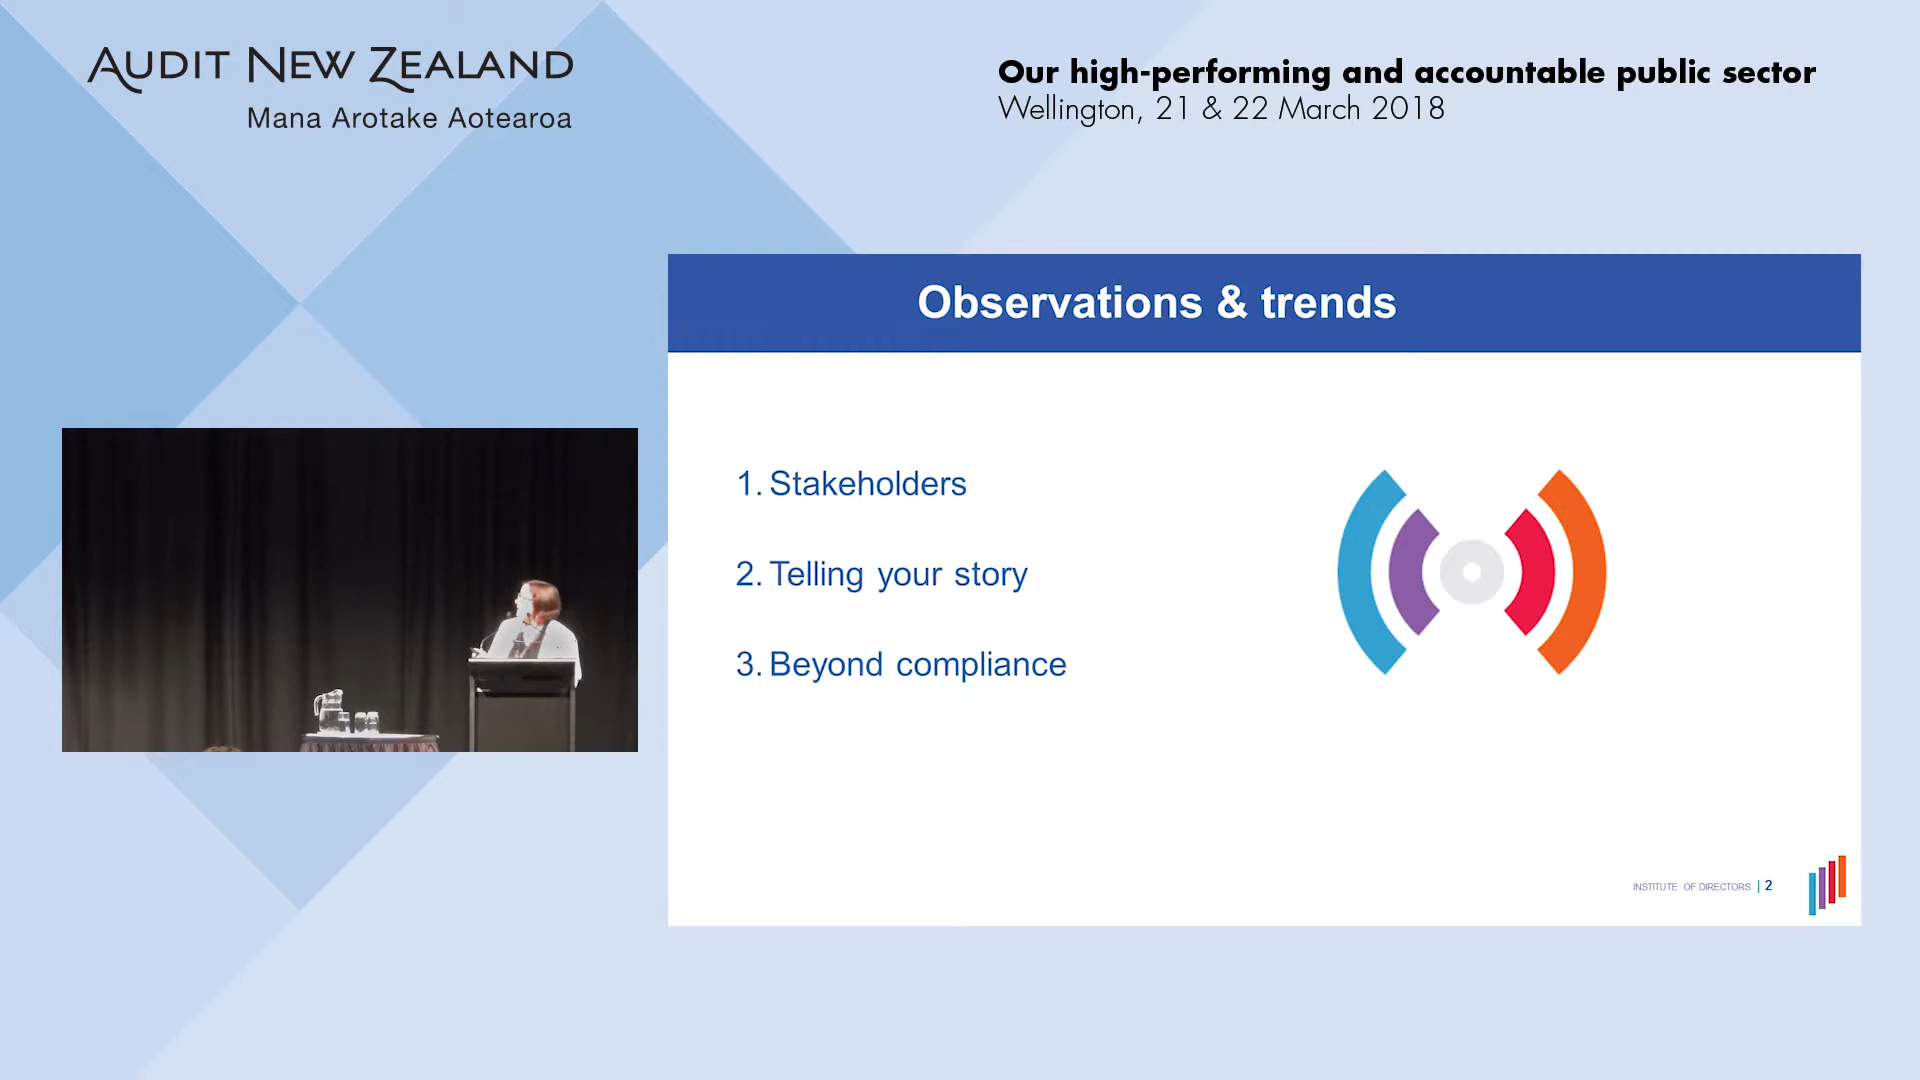 AUDIT NEW ZEALAND
Mana Arotake Aotearoa
Our high-performing and accountable public sector
Wellington, 21 & 22 March 2018
Observations & trends
1. Stakeholders
2. Telling your story
3. Beyond compliance
INSTITUTE OF DIRECTORS | 2